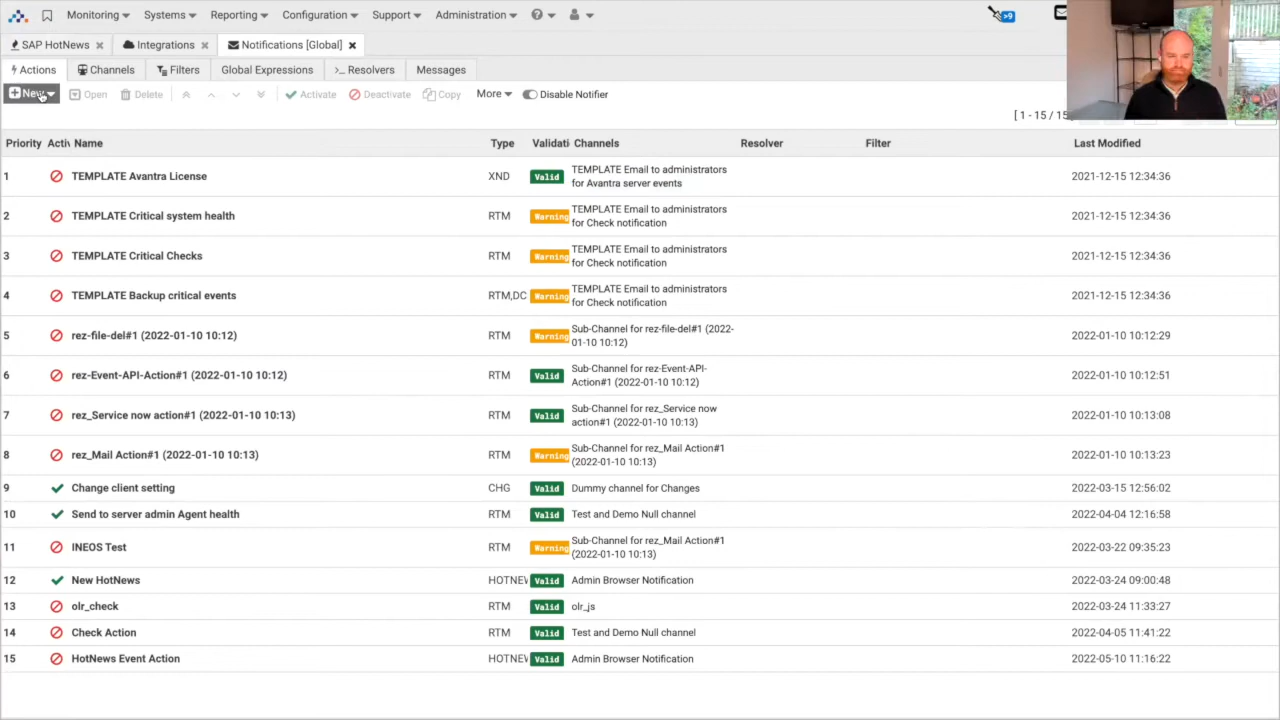 Monitoring Systems Reporting Configuration Support Administration >9
SAP HotNews Integrations Notifications [Global]
Actions Channels Filters Global Expressions >_ Resolvers Messages
New Open Delete Activate Deactivate Copy More Disable Notifier
[ 1 - 15 / 15
Priority Activ Name Type Validati Channels Resolver Filter Last Modified
1 TEMPLATE Avantra License XND Valid TEMPLATE Email to administrators 2021-12-15 12:34:36
for Avantra server events
2 TEMPLATE Critical system health RTM Warning TEMPLATE Email to administrators 2021-12-15 12:34:36
for Check notification
3 TEMPLATE Critical Checks RTM Warning TEMPLATE Email to administrators 2021-12-15 12:34:36
for Check notification
4 TEMPLATE Backup critical events RTM,DC Warning TEMPLATE Email to administrators 2021-12-15 12:34:36
for Check notification
5 rez-file-del#1 (2022-01-10 10:12) RTM Warning Sub-Channel for rez-file-del#1 (2022- 2022-01-10 10:12:29
01-10 10:12)
6 rez-Event-API-Action#1 (2022-01-10 10:12) RTM Valid Sub-Channel for rez-Event-API- 2022-01-10 10:12:51
Action#1 (2022-01-10 10:12)
7 rez_Service now action#1 (2022-01-10 10:13) RTM Valid Sub-Channel for rez_Service now 2022-01-10 10:13:08
action#1 (2022-01-10 10:13)
8 rez_Mail Action#1 (2022-01-10 10:13) RTM Warning Sub-Channel for rez_Mail Action#1 2022-01-10 10:13:23
(2022-01-10 10:13)
9 Change client setting CHG Valid Dummy channel for Changes 2022-03-15 12:56:02
10 Send to server admin Agent health RTM Valid Test and Demo Null channel 2022-04-04 12:16:58
11 INEOS Test RTM Warning Sub-Channel for rez_Mail Action#1 2022-03-22 09:35:23
(2022-01-10 10:13)
12 New HotNews HOTNEW Valid Admin Browser Notification 2022-03-24 09:00:48
13 olr_check RTM Valid olr_js 2022-03-24 11:33:27
14 Check Action RTM Valid Test and Demo Null channel 2022-04-05 11:41:22
15 HotNews Event Action HOTNEW Valid Admin Browser Notification 2022-05-10 11:16:22